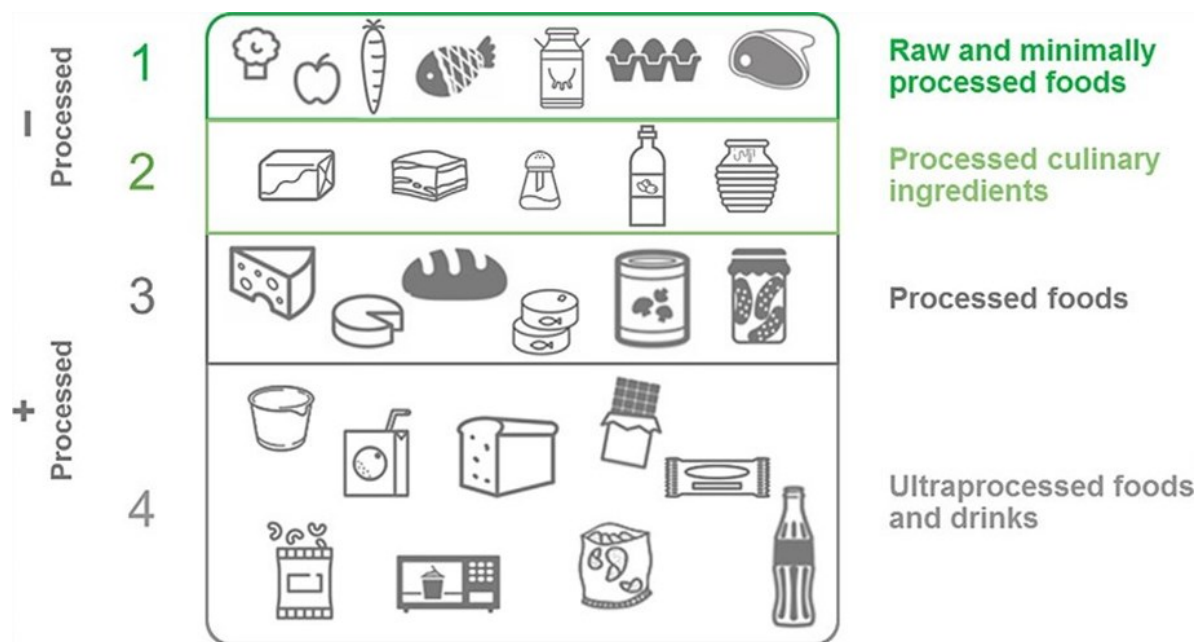 − Processed
1
Raw and minimally
processed foods
2
Processed culinary
ingredients
3
Processed foods
+ Processed
4
Ultraprocessed foods
and drinks